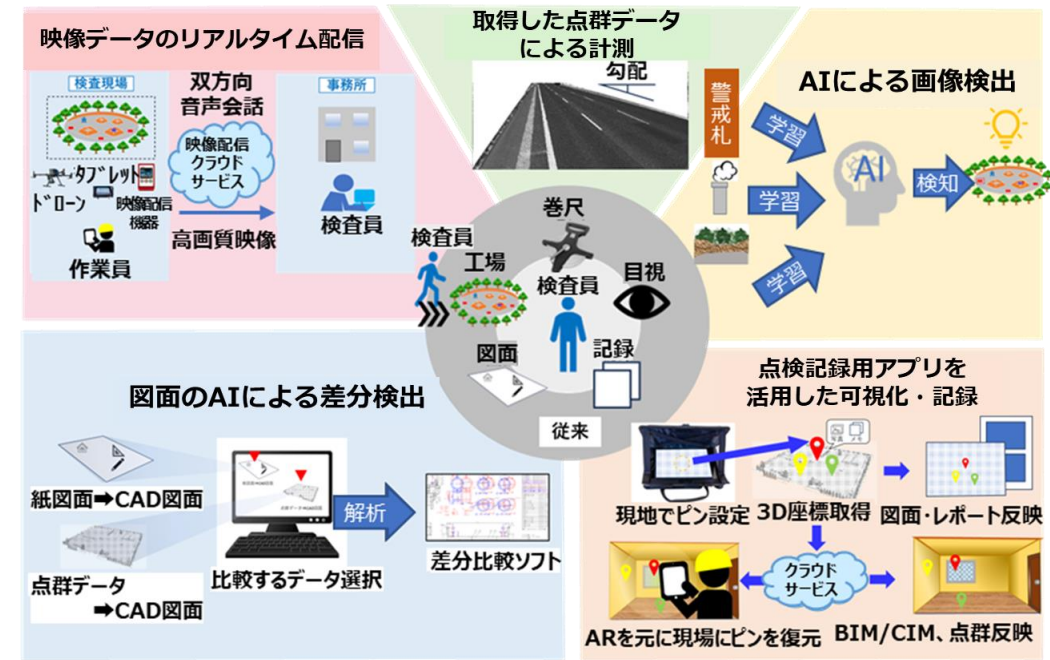 映像データのリアルタイム配信
検査現場
双方向
音声会話
事務所
映像配信
クラウド
サービス
タブレット
ドローン
映像配信
機器
高画質映像
作業員
検査員
取得した点群データ
による計測
勾配
AIによる画像検出
警戒札
学習
学習
学習
AI
検知
検査員
工場
巻尺
検査員
目視
図面
記録
従来
図面のAIによる差分検出
紙図面➡CAD図面
点群データ
➡CAD図面
比較するデータ選択
解析
差分比較ソフト
点検記録用アプリを
活用した可視化・記録
写真
メモ
現地でピン設定
3D座標取得
図面・レポート反映
クラウド
サービス
ARを元に現場にピンを復元
BIM/CIM、点群反映